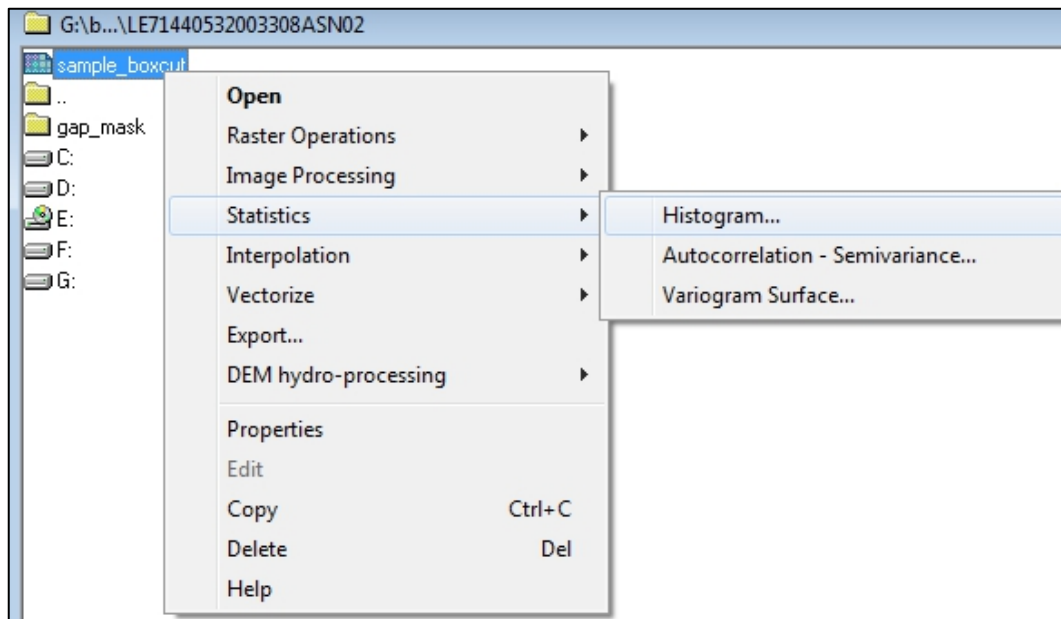 G:\b...\LE71440532003308ASN02
sample_boxcut
..
gap_mask
C:
D:
E:
F:
G:
Open
Raster Operations
Image Processing
Statistics
Interpolation
Vectorize
Export...
DEM hydro-processing
Properties
Edit
Copy Ctrl+C
Delete Del
Help
Histogram...
Autocorrelation - Semivariance...
Variogram Surface...